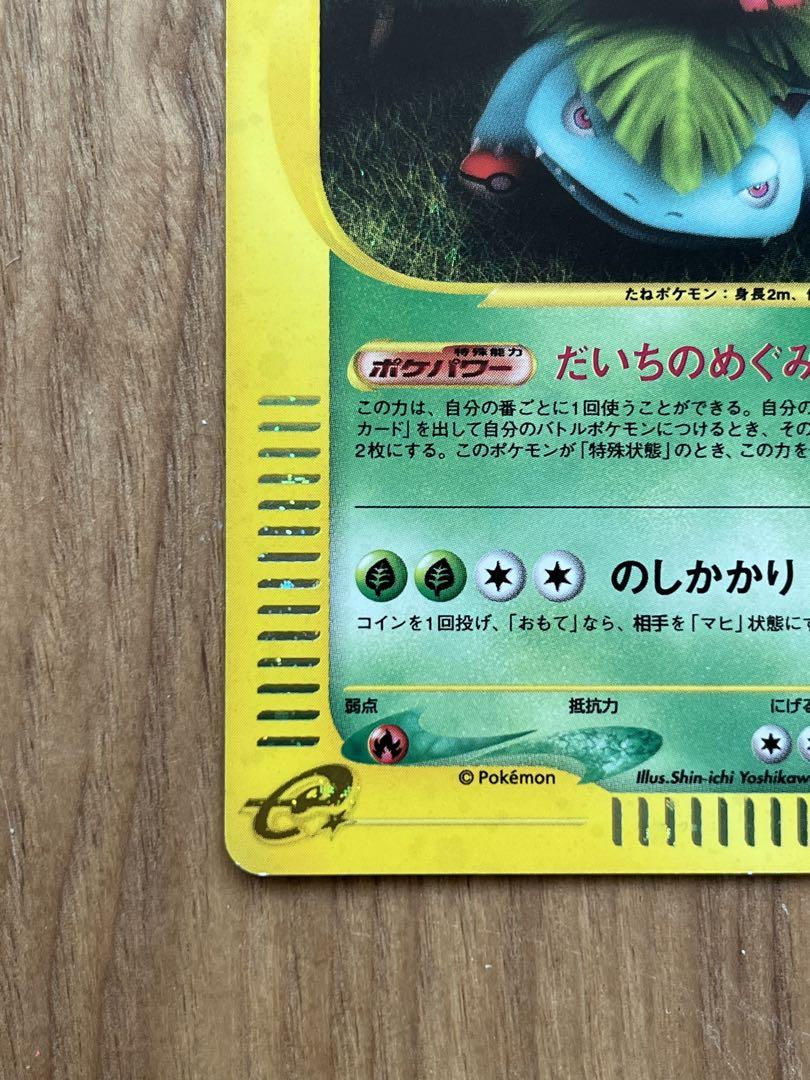 たねポケモン：身長2m、
特殊能力
ポケパワー だいちのめぐみ
この力は、自分の番ごとに1回使うことができる。自分の
カード」を出して自分のバトルポケモンにつけるとき、その
2枚にする。このポケモンが「特殊状態」のとき、この力を
のしかかり
コインを1回投げ、「おもて」なら、相手を「マヒ」状態にす
弱点 抵抗力 にげる
© Pokémon Illus.Shin-ichi Yoshikawa
e